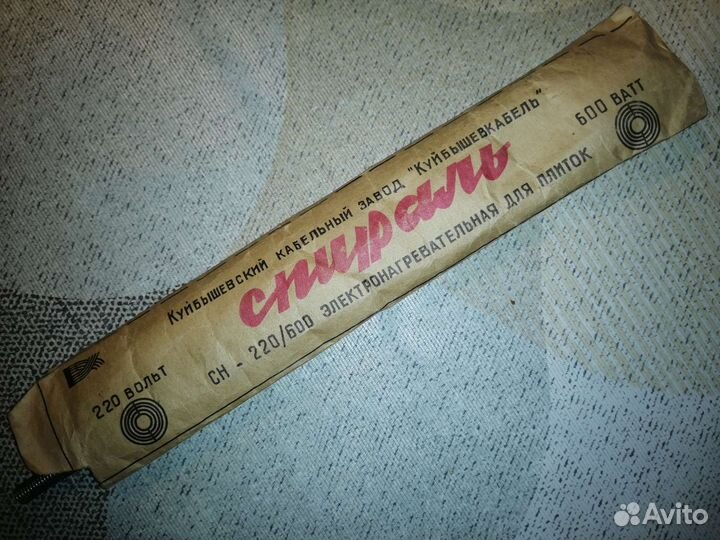 Куйбышевский кабельный завод "Куйбышевкабель"
спираль
СН - 220/600 ЭЛЕКТРОНАГРЕВАТЕЛЬНАЯ ДЛЯ ПЛИТОК
220 ВОЛЬТ
600 ВАТТ
Avito